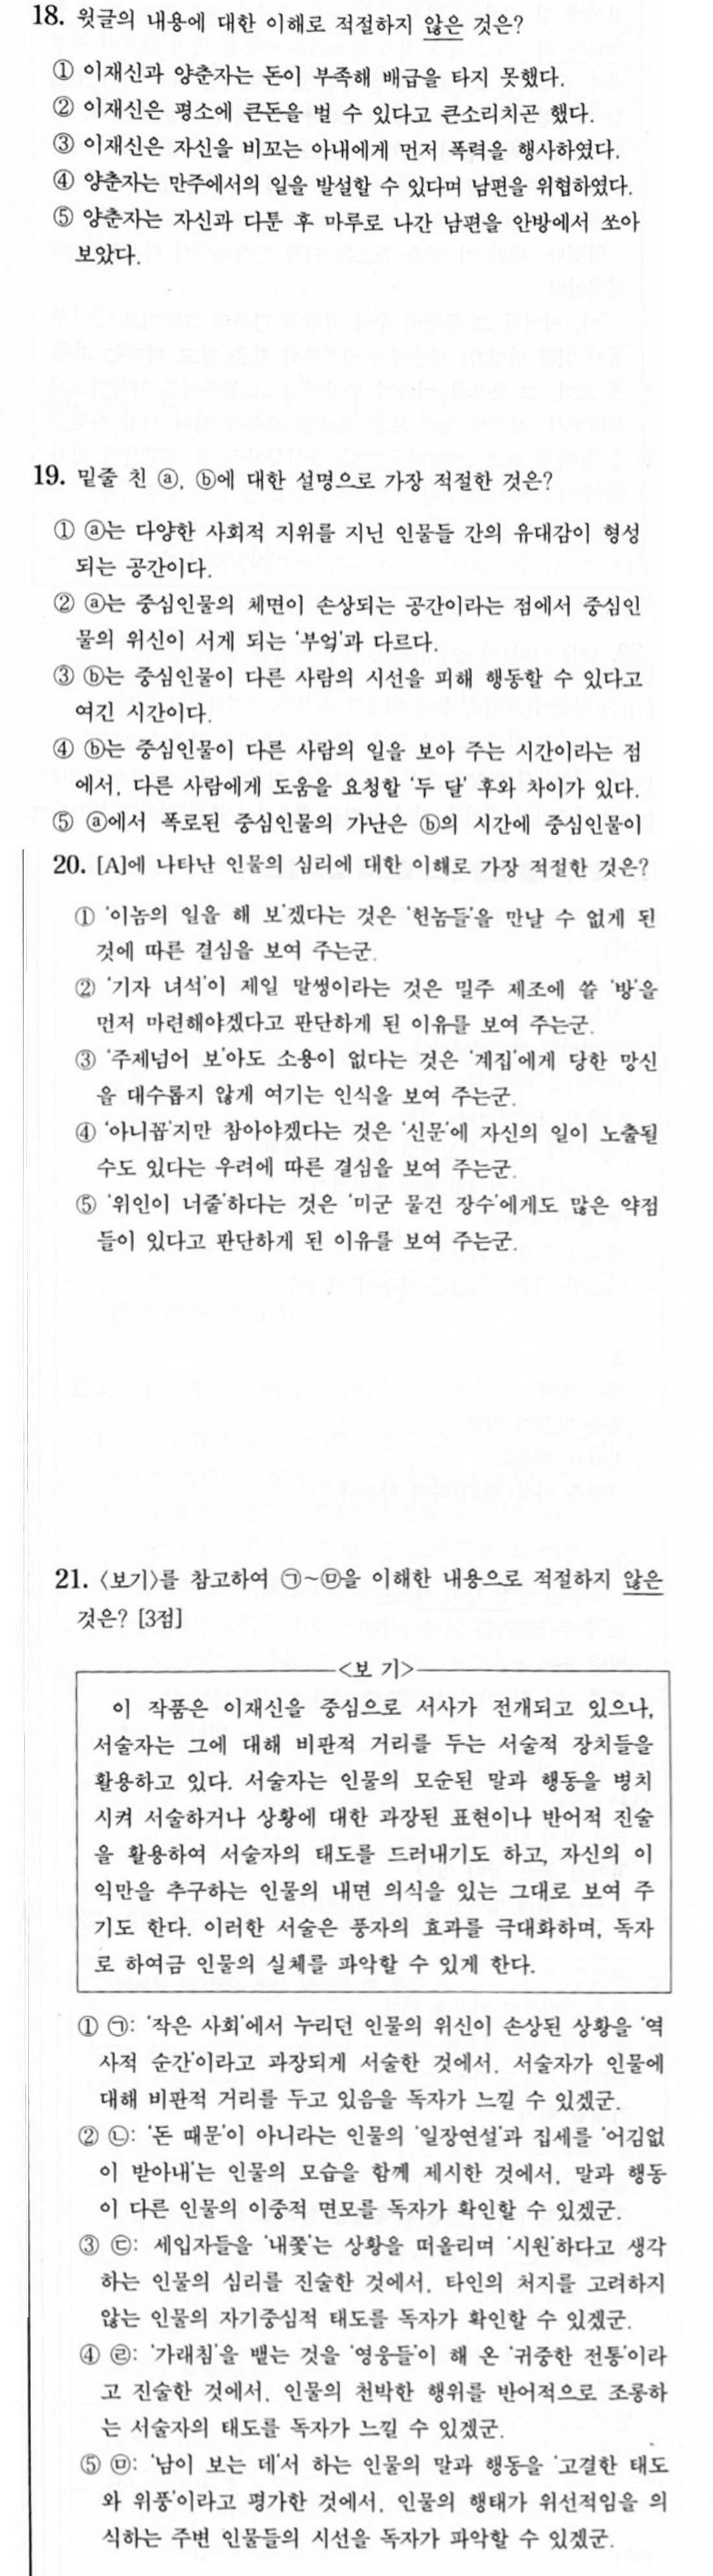 18. 윗글의 내용에 대한 이해로 적절하지 않은 것은?
① 이재신과 양춘자는 돈이 부족해 배급을 타지 못했다.
② 이재신은 평소에 큰돈을 벌 수 있다고 큰소리치곤 했다.
③ 이재신은 자신을 비꼬는 아내에게 먼저 폭력을 행사하였다.
④ 양춘자는 만주에서의 일을 발설할 수 있다며 남편을 위협하였다.
⑤ 양춘자는 자신과 다툰 후 마루로 나간 남편을 안방에서 쏘아
보았다.
19. 밑줄 친 ⓐ, ⓑ에 대한 설명으로 가장 적절한 것은?
① ⓐ는 다양한 사회적 지위를 지닌 인물들 간의 유대감이 형성
되는 공간이다.
② ⓐ는 중심인물의 체면이 손상되는 공간이라는 점에서 중심인
물의 위신이 서게 되는 '부엌'과 다르다.
③ ⓑ는 중심인물이 다른 사람의 시선을 피해 행동할 수 있다고
여긴 시간이다.
④ ⓑ는 중심인물이 다른 사람의 일을 보아 주는 시간이라는 점
에서, 다른 사람에게 도움을 요청할 '두 달' 후와 차이가 있다.
⑤ ⓐ에서 폭로된 중심인물의 가난은 ⓑ의 시간에 중심인물이
20. [A]에 나타난 인물의 심리에 대한 이해로 가장 적절한 것은?
① '이놈의 일을 해 보'겠다는 것은 '헌놈들'을 만날 수 없게 된
것에 따른 결심을 보여 주는군.
② '기자 녀석'이 제일 말썽이라는 것은 밀주 제조에 쓸 '방'을
먼저 마련해야겠다고 판단하게 된 이유를 보여 주는군.
③ '주제넘어 보'아도 소용이 없다는 것은 '계집'에게 당한 망신
을 대수롭지 않게 여기는 인식을 보여 주는군.
④ '아니꼽'지만 참아야겠다는 것은 '신문'에 자신의 일이 노출될
수도 있다는 우려에 따른 결심을 보여 주는군.
⑤ '위인이 너줄'하다는 것은 '미군 물건 장수'에게도 많은 약점
들이 있다고 판단하게 된 이유를 보여 주는군.
21. <보기>를 참고하여 ㉠~㉤을 이해한 내용으로 적절하지 않은
것은? [3점]
<보 기>
이 작품은 이재신을 중심으로 서사가 전개되고 있으나,
서술자는 그에 대해 비판적 거리를 두는 서술적 장치들을
활용하고 있다. 서술자는 인물의 모순된 말과 행동을 병치
시켜 서술하거나 상황에 대한 과장된 표현이나 반어적 진술
을 활용하여 서술자의 태도를 드러내기도 하고, 자신의 이
익만을 추구하는 인물의 내면 의식을 있는 그대로 보여 주
기도 한다. 이러한 서술은 풍자의 효과를 극대화하며, 독자
로 하여금 인물의 실체를 파악할 수 있게 한다.
① ㉠: '작은 사회'에서 누리던 인물의 위신이 손상된 상황을 '역
사적 순간'이라고 과장되게 서술한 것에서, 서술자가 인물에
대해 비판적 거리를 두고 있음을 독자가 느낄 수 있겠군.
② ㉡: '돈 때문'이 아니라는 인물의 '일장연설'과 집세를 '어김없
이 받아내'는 인물의 모습을 함께 제시한 것에서, 말과 행동
이 다른 인물의 이중적 면모를 독자가 확인할 수 있겠군.
③ ㉢: 세입자들을 '내쫓'는 상황을 떠올리며 '시원'하다고 생각
하는 인물의 심리를 진술한 것에서, 타인의 처지를 고려하지
않는 인물의 자기중심적 태도를 독자가 확인할 수 있겠군.
④ ㉣: '가래침'을 뱉는 것을 '영웅들'이 해 온 '귀중한 전통'이라
고 진술한 것에서, 인물의 천박한 행위를 반어적으로 조롱하
는 서술자의 태도를 독자가 느낄 수 있겠군.
⑤ ㉤: '남이 보는 데'서 하는 인물의 말과 행동을 '고결한 태도
와 위풍'이라고 평가한 것에서, 인물의 행태가 위선적임을 의
식하는 주변 인물들의 시선을 독자가 파악할 수 있겠군.